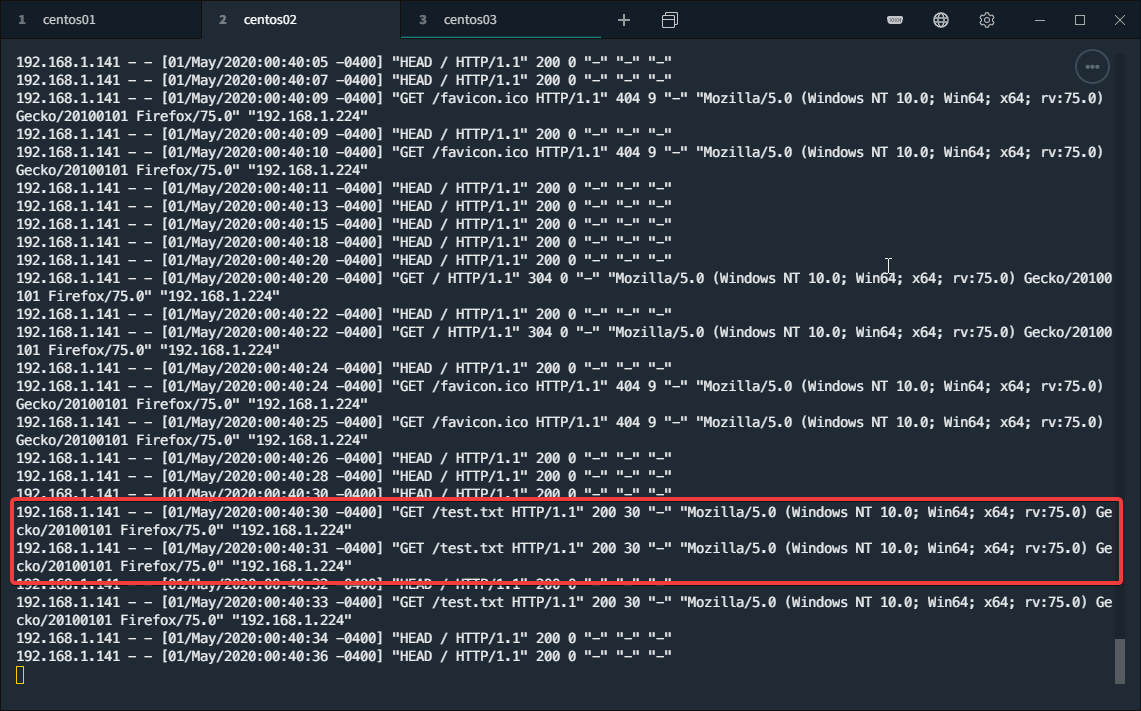 1 centos01 2 centos02 3 centos03
192.168.1.141 - - [01/May/2020:00:40:05 -0400] "HEAD / HTTP/1.1" 200 0 "-" "-" "-"
192.168.1.141 - - [01/May/2020:00:40:07 -0400] "HEAD / HTTP/1.1" 200 0 "-" "-" "-"
192.168.1.141 - - [01/May/2020:00:40:09 -0400] "GET /favicon.ico HTTP/1.1" 404 9 "-" "Mozilla/5.0 (Windows NT 10.0; Win64; x64; rv:75.0)
Gecko/20100101 Firefox/75.0" "192.168.1.224"
192.168.1.141 - - [01/May/2020:00:40:09 -0400] "HEAD / HTTP/1.1" 200 0 "-" "-" "-"
192.168.1.141 - - [01/May/2020:00:40:10 -0400] "GET /favicon.ico HTTP/1.1" 404 9 "-" "Mozilla/5.0 (Windows NT 10.0; Win64; x64; rv:75.0)
Gecko/20100101 Firefox/75.0" "192.168.1.224"
192.168.1.141 - - [01/May/2020:00:40:11 -0400] "HEAD / HTTP/1.1" 200 0 "-" "-" "-"
192.168.1.141 - - [01/May/2020:00:40:13 -0400] "HEAD / HTTP/1.1" 200 0 "-" "-" "-"
192.168.1.141 - - [01/May/2020:00:40:15 -0400] "HEAD / HTTP/1.1" 200 0 "-" "-" "-"
192.168.1.141 - - [01/May/2020:00:40:18 -0400] "HEAD / HTTP/1.1" 200 0 "-" "-" "-"
192.168.1.141 - - [01/May/2020:00:40:20 -0400] "HEAD / HTTP/1.1" 200 0 "-" "-" "-"
192.168.1.141 - - [01/May/2020:00:40:20 -0400] "GET / HTTP/1.1" 304 0 "-" "Mozilla/5.0 (Windows NT 10.0; Win64; x64; rv:75.0) Gecko/20100
101 Firefox/75.0" "192.168.1.224"
192.168.1.141 - - [01/May/2020:00:40:22 -0400] "HEAD / HTTP/1.1" 200 0 "-" "-" "-"
192.168.1.141 - - [01/May/2020:00:40:22 -0400] "GET / HTTP/1.1" 304 0 "-" "Mozilla/5.0 (Windows NT 10.0; Win64; x64; rv:75.0) Gecko/20100
101 Firefox/75.0" "192.168.1.224"
192.168.1.141 - - [01/May/2020:00:40:24 -0400] "HEAD / HTTP/1.1" 200 0 "-" "-" "-"
192.168.1.141 - - [01/May/2020:00:40:24 -0400] "GET /favicon.ico HTTP/1.1" 404 9 "-" "Mozilla/5.0 (Windows NT 10.0; Win64; x64; rv:75.0)
Gecko/20100101 Firefox/75.0" "192.168.1.224"
192.168.1.141 - - [01/May/2020:00:40:25 -0400] "GET /favicon.ico HTTP/1.1" 404 9 "-" "Mozilla/5.0 (Windows NT 10.0; Win64; x64; rv:75.0)
Gecko/20100101 Firefox/75.0" "192.168.1.224"
192.168.1.141 - - [01/May/2020:00:40:26 -0400] "HEAD / HTTP/1.1" 200 0 "-" "-" "-"
192.168.1.141 - - [01/May/2020:00:40:28 -0400] "HEAD / HTTP/1.1" 200 0 "-" "-" "-"
192.168.1.141 - - [01/May/2020:00:40:30 -0400] "HEAD / HTTP/1.1" 200 0 "-" "-" "-"
192.168.1.141 - - [01/May/2020:00:40:30 -0400] "GET /test.txt HTTP/1.1" 200 30 "-" "Mozilla/5.0 (Windows NT 10.0; Win64; x64; rv:75.0) Ge
cko/20100101 Firefox/75.0" "192.168.1.224"
192.168.1.141 - - [01/May/2020:00:40:31 -0400] "GET /test.txt HTTP/1.1" 200 30 "-" "Mozilla/5.0 (Windows NT 10.0; Win64; x64; rv:75.0) Ge
cko/20100101 Firefox/75.0" "192.168.1.224"
192.168.1.141 - - [01/May/2020:00:40:32 -0400] "HEAD / HTTP/1.1" 200 0 "-" "-" "-"
192.168.1.141 - - [01/May/2020:00:40:33 -0400] "GET /test.txt HTTP/1.1" 200 30 "-" "Mozilla/5.0 (Windows NT 10.0; Win64; x64; rv:75.0) Ge
cko/20100101 Firefox/75.0" "192.168.1.224"
192.168.1.141 - - [01/May/2020:00:40:34 -0400] "HEAD / HTTP/1.1" 200 0 "-" "-" "-"
192.168.1.141 - - [01/May/2020:00:40:36 -0400] "HEAD / HTTP/1.1" 200 0 "-" "-" "-"